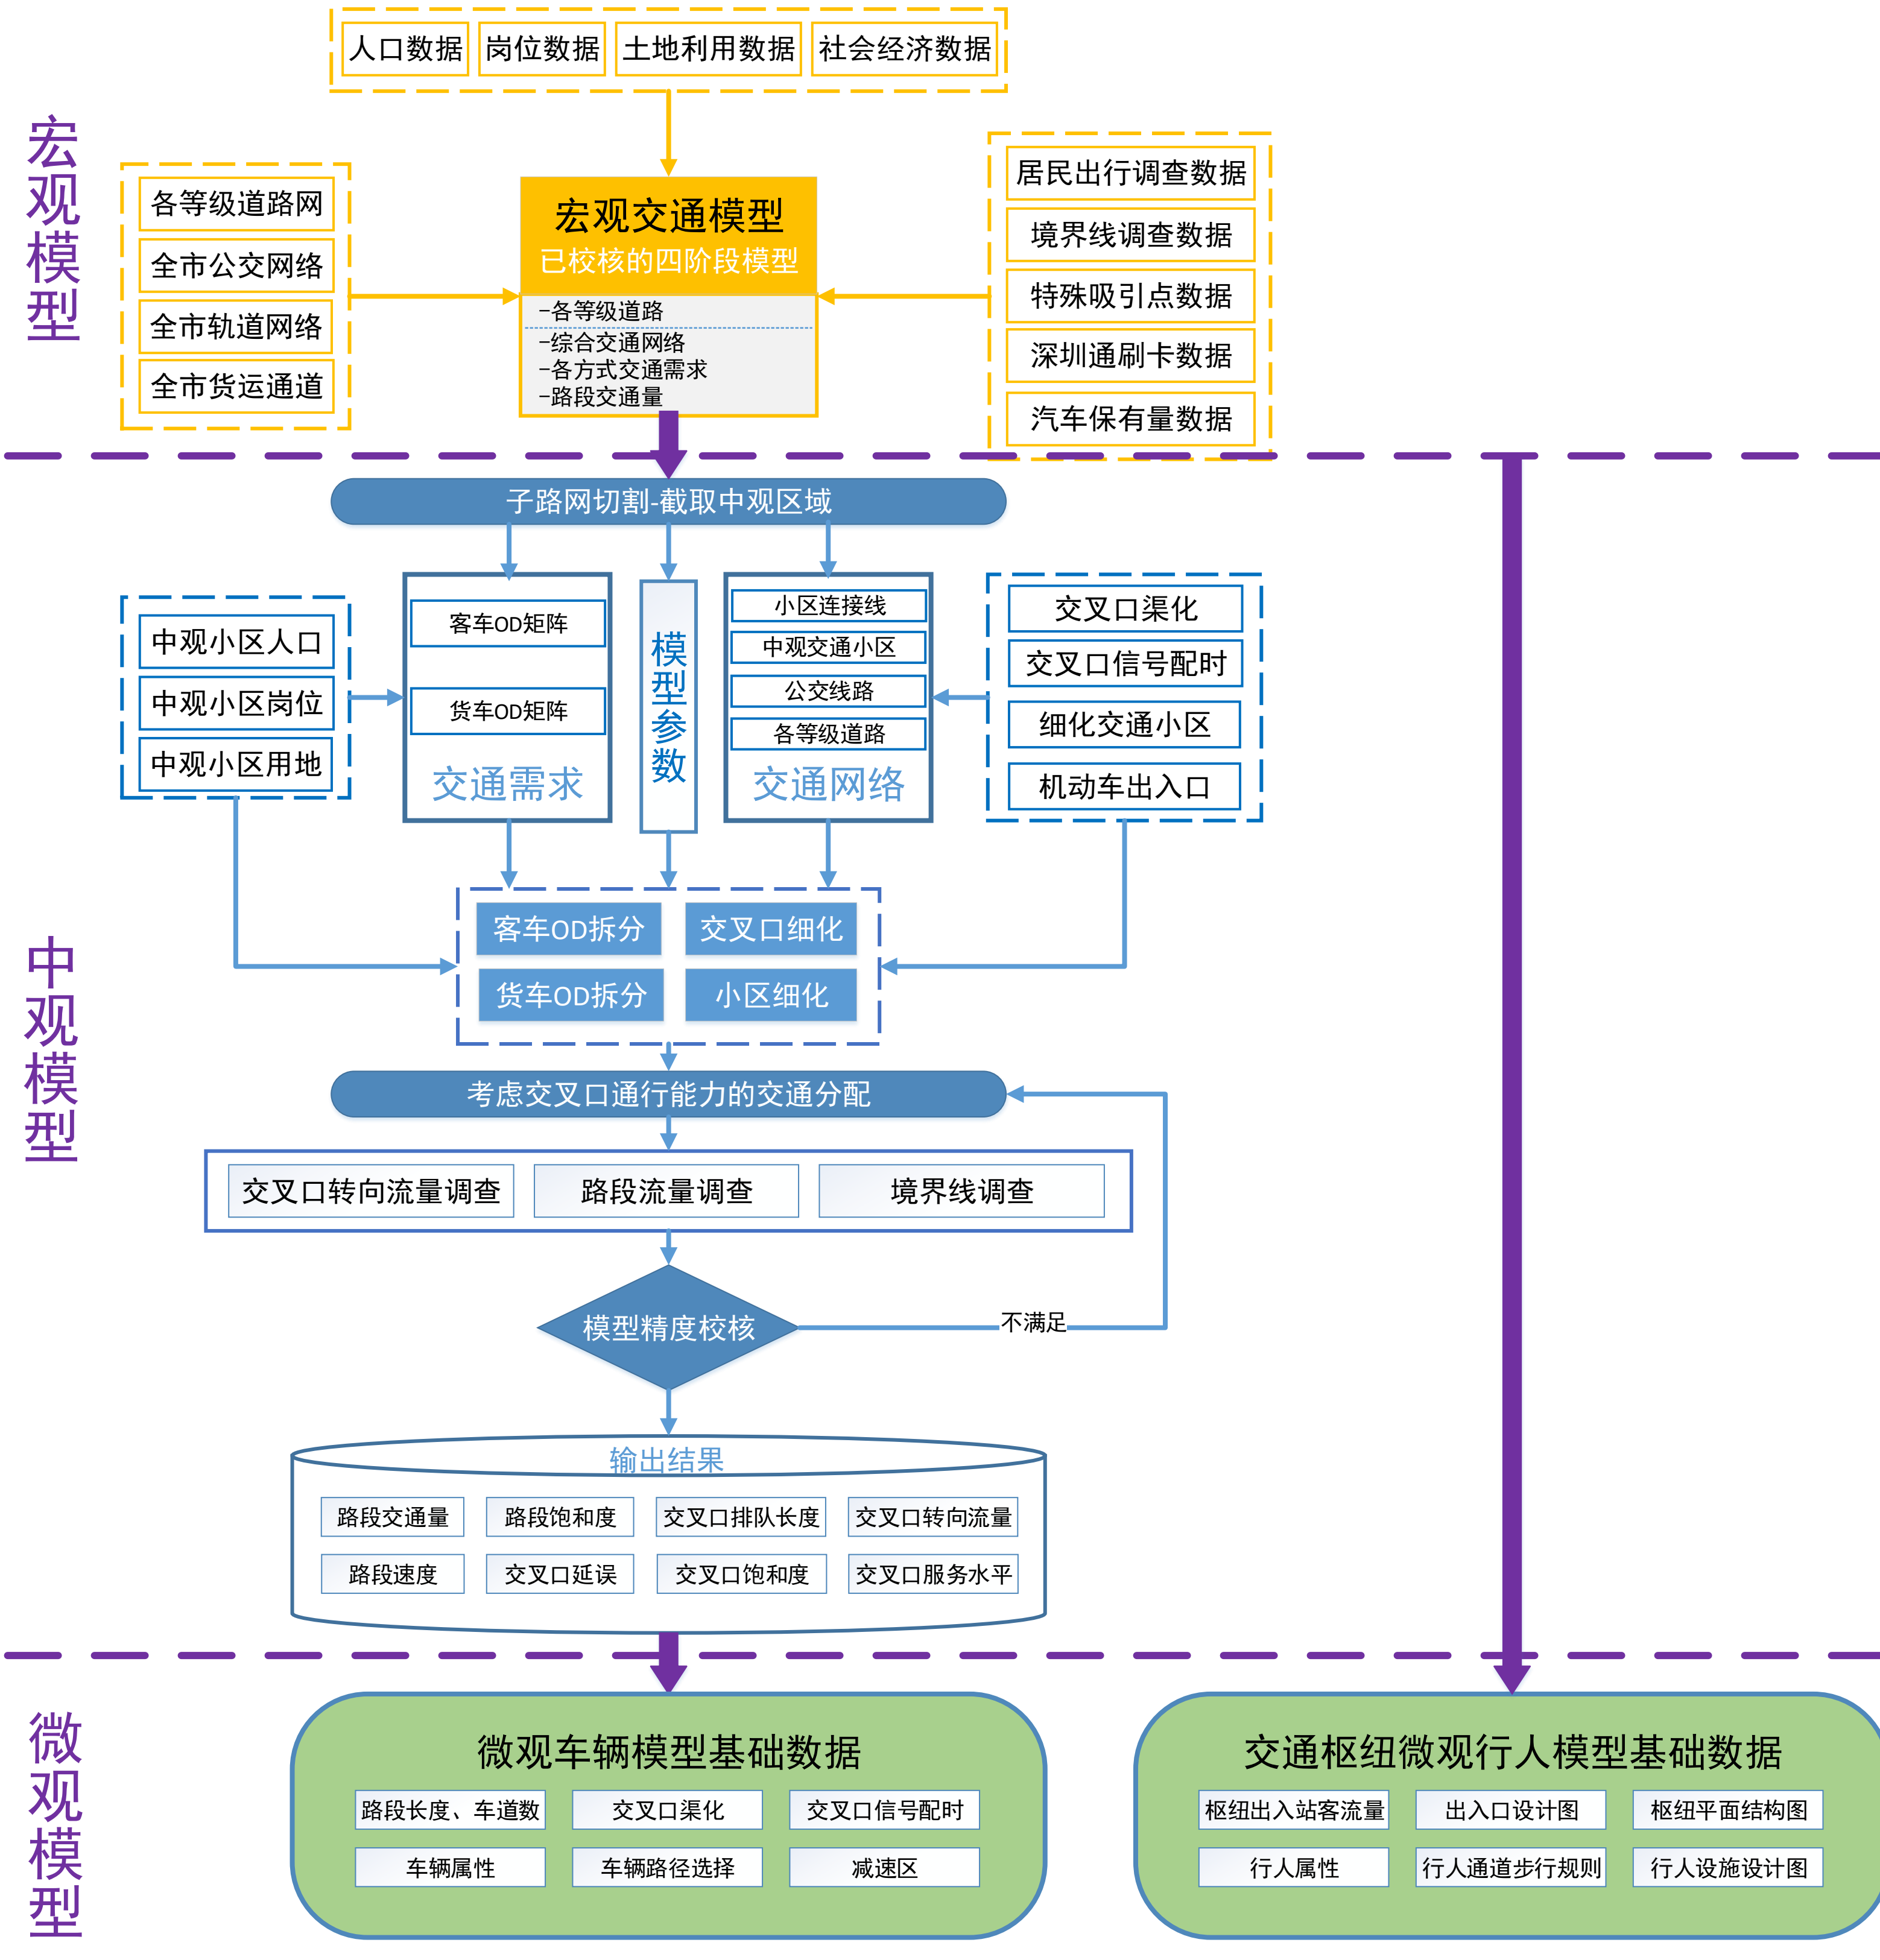 宏观模型
人口数据
岗位数据
土地利用数据
社会经济数据
各等级道路网
全市公交网络
全市轨道网络
全市货运通道
宏观交通模型
已校核的四阶段模型
-各等级道路
-综合交通网络
-各方式交通需求
-路段交通量
居民出行调查数据
境界线调查数据
特殊吸引点数据
深圳通刷卡数据
汽车保有量数据
中观模型
子路网切割-截取中观区域
中观小区人口
中观小区岗位
中观小区用地
客车OD矩阵
货车OD矩阵
交通需求
模型参数
小区连接线
中观交通小区
公交线路
各等级道路
交通网络
交叉口渠化
交叉口信号配时
细化交通小区
机动车出入口
客车OD拆分
交叉口细化
货车OD拆分
小区细化
考虑交叉口通行能力的交通分配
交叉口转向流量调查
路段流量调查
境界线调查
模型精度校核
不满足
输出结果
路段交通量
路段饱和度
交叉口排队长度
交叉口转向流量
路段速度
交叉口延误
交叉口饱和度
交叉口服务水平
微观模型
微观车辆模型基础数据
路段长度、车道数
交叉口渠化
交叉口信号配时
车辆属性
车辆路径选择
减速区
交通枢纽微观行人模型基础数据
枢纽出入站客流量
出入口设计图
枢纽平面结构图
行人属性
行人通道步行规则
行人设施设计图